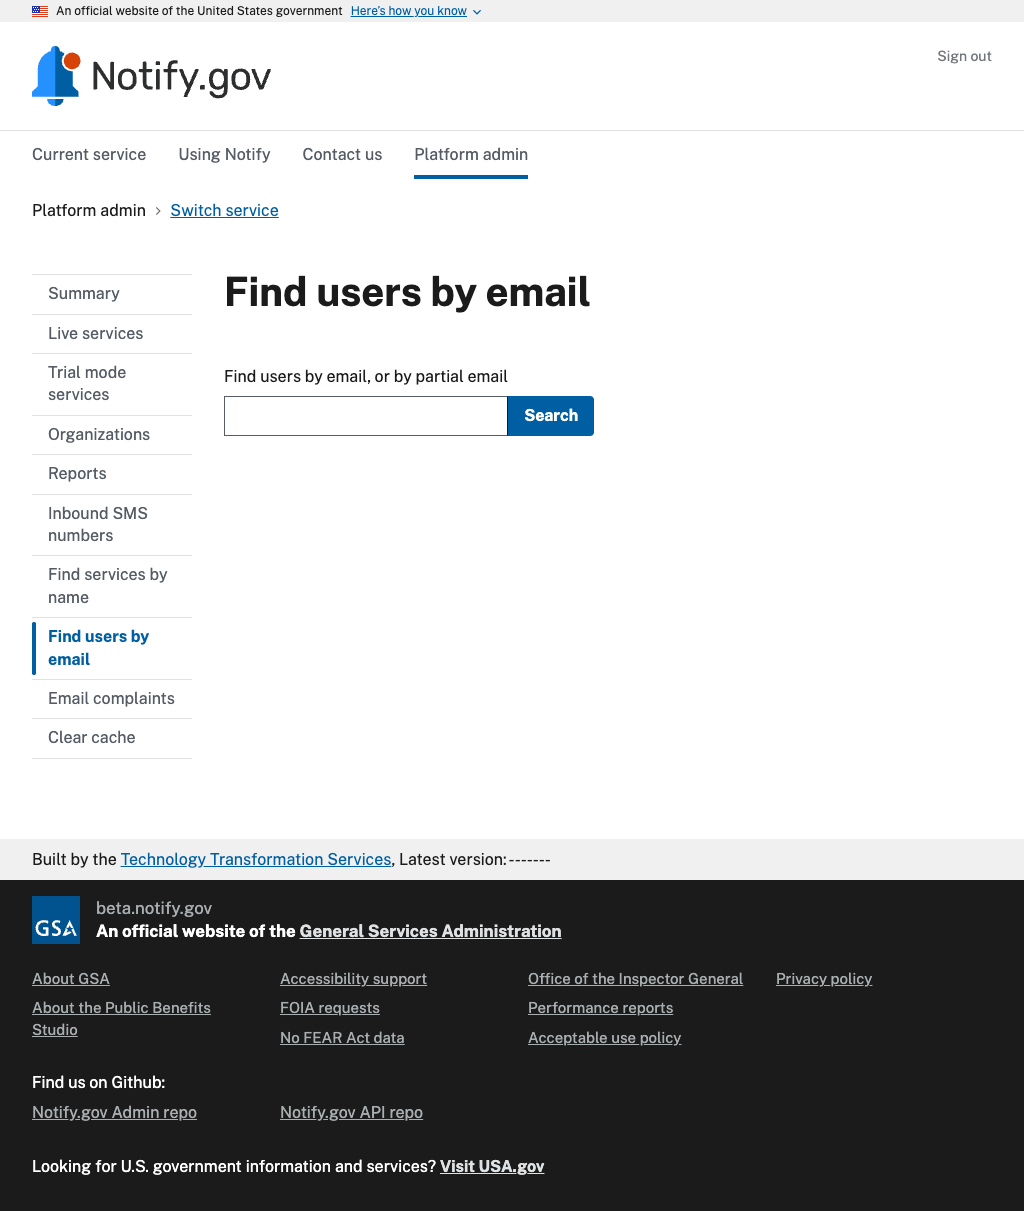 An official website of the United States government Here's how you know
Notify.gov
Sign out
Current service Using Notify Contact us Platform admin
Platform admin Switch service
Summary
Live services
Trial mode
services
Organizations
Reports
Inbound SMS
numbers
Find services by
name
Find users by
email
Email complaints
Clear cache
Find users by email
Find users by email, or by partial email
Search
Built by the Technology Transformation Services, Latest version:-------
GSA
beta.notify.gov
An official website of the General Services Administration
About GSA
About the Public Benefits
Studio
Accessibility support
FOIA requests
No FEAR Act data
Office of the Inspector General
Performance reports
Acceptable use policy
Privacy policy
Find us on Github:
Notify.gov Admin repo Notify.gov API repo
Looking for U.S. government information and services? Visit USA.gov